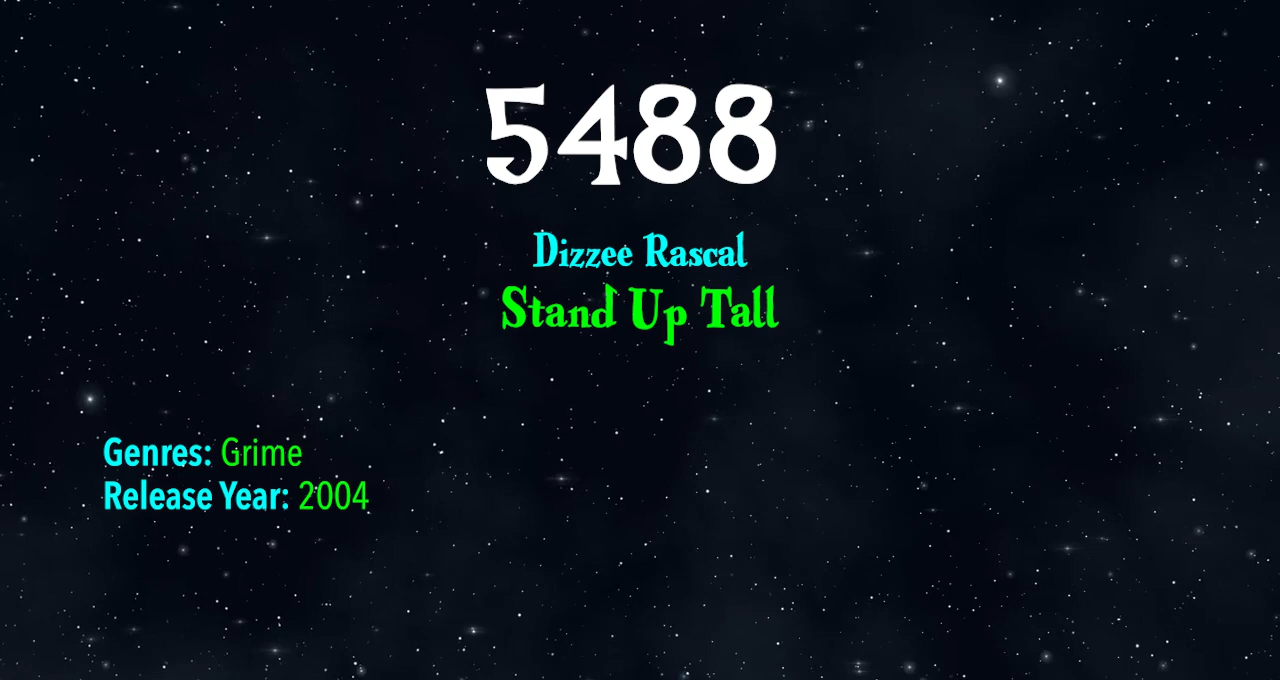 5488
Dizzee Rascal
Stand Up Tall
Genres: Grime
Release Year: 2004